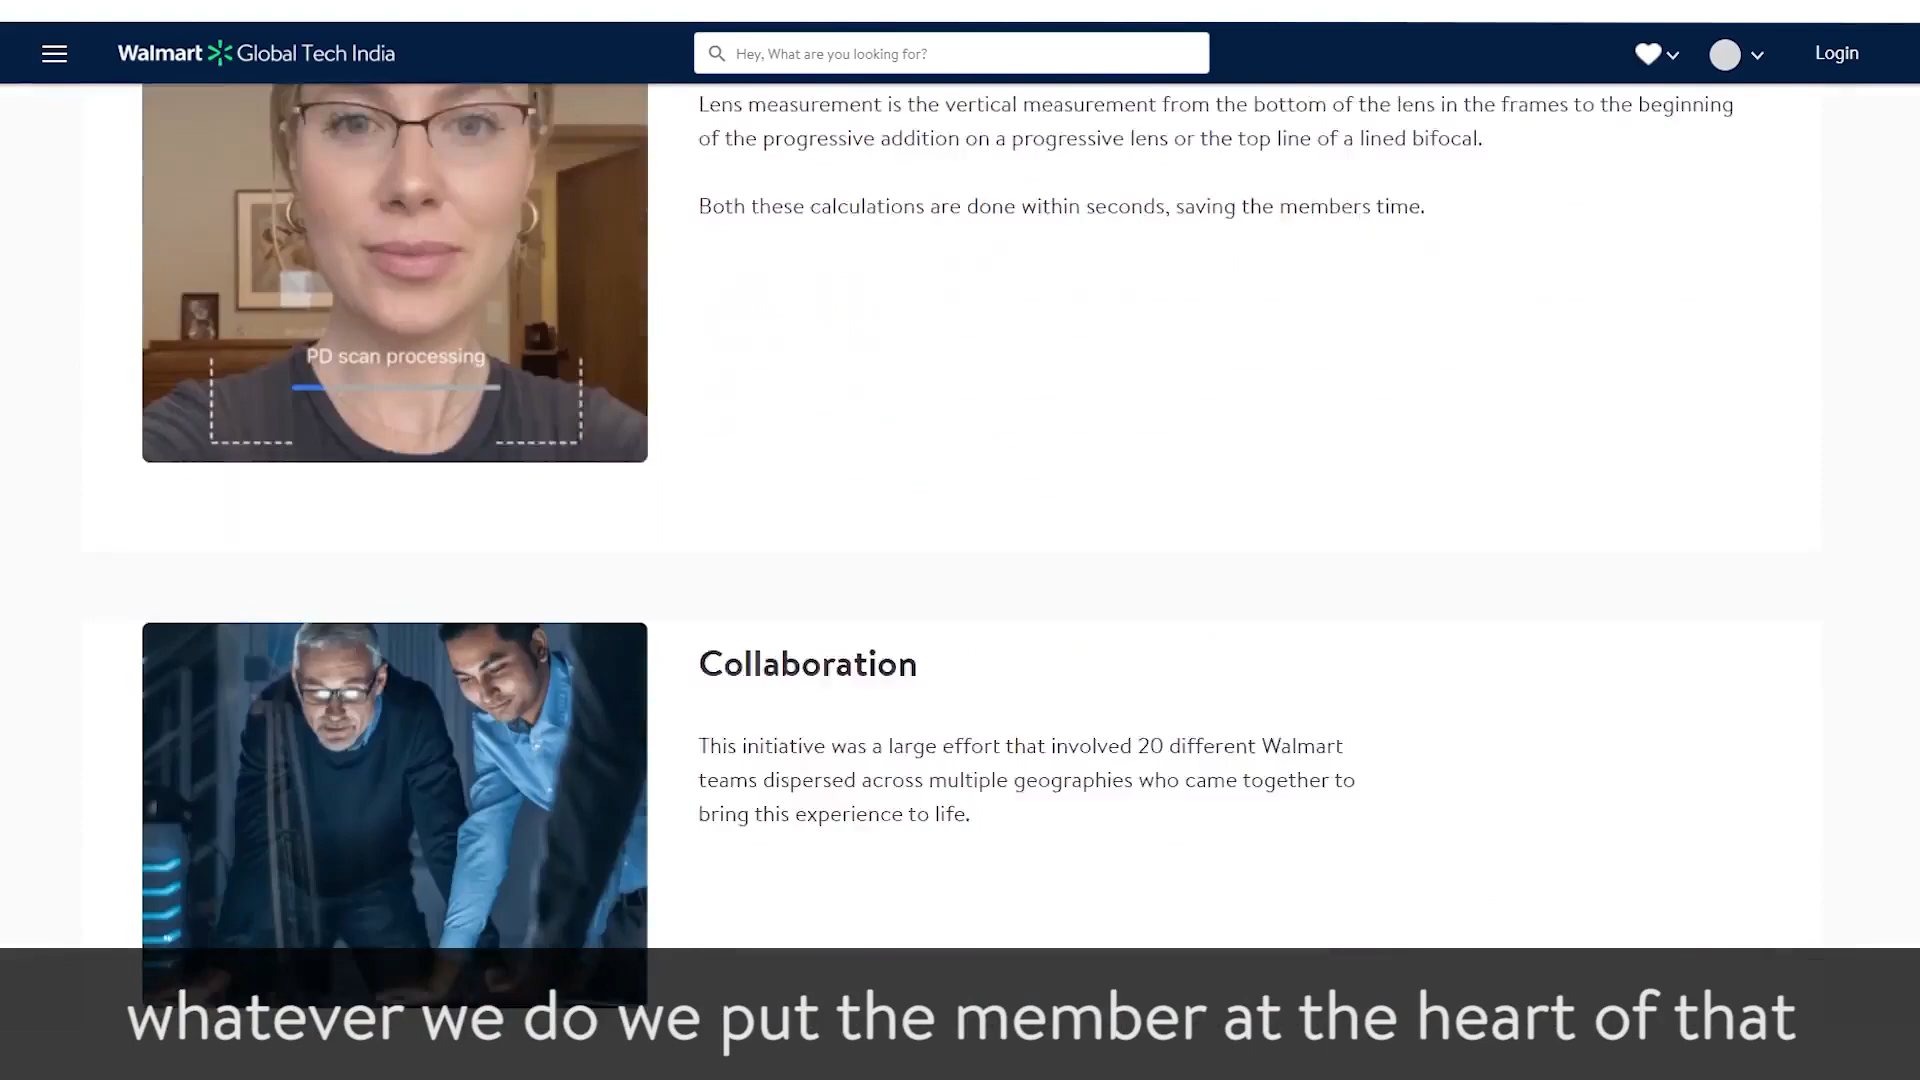 Walmart Global Tech India
Hey, What are you looking for?
Login
Lens measurement is the vertical measurement from the bottom of the lens in the frames to the beginning
of the progressive addition on a progressive lens or the top line of a lined bifocal.
Both these calculations are done within seconds, saving the members time.
PD scan processing
Collaboration
This initiative was a large effort that involved 20 different Walmart
teams dispersed across multiple geographies who came together to
bring this experience to life.
whatever we do we put the member at the heart of that